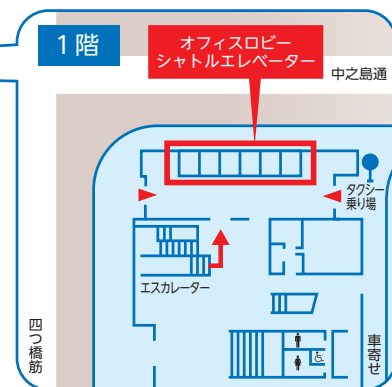 1階
オフィスロビー
シャトルエレベーター
中之島通
タクシー
乗り場
エスカレーター
四つ橋筋
車寄せ